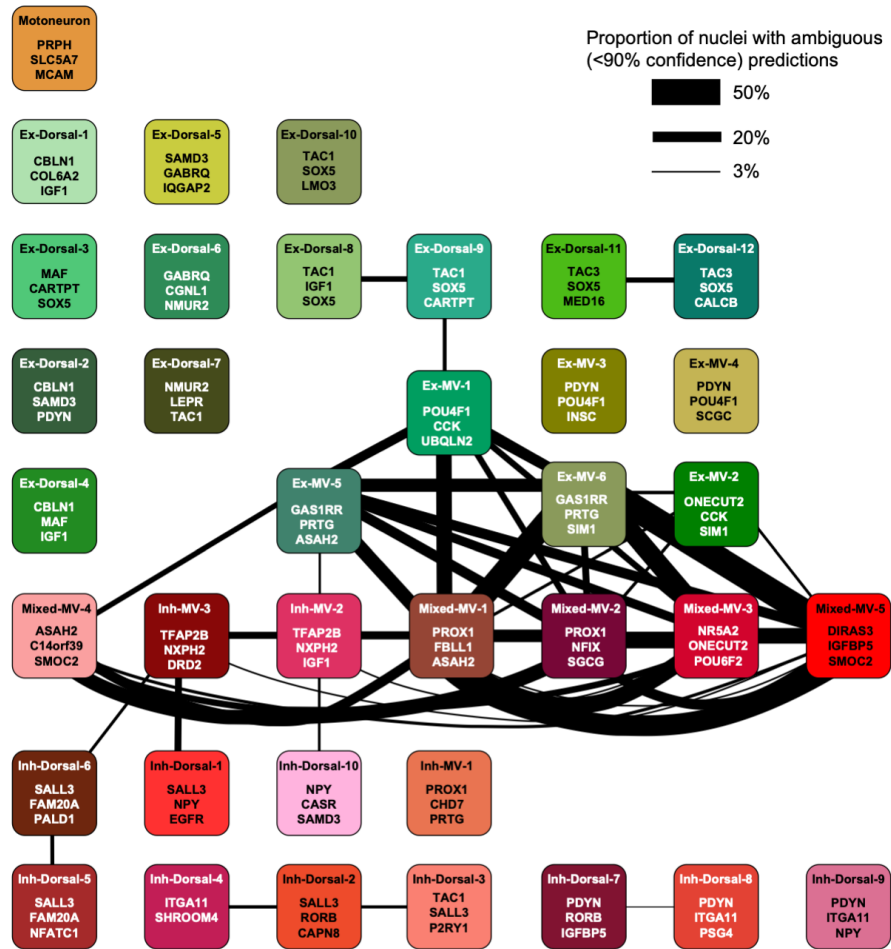 Motoneuron
PRPH
SLC5A7
MCAM
Proportion of nuclei with ambiguous
(<90% confidence) predictions
50%
20%
3%
Ex-Dorsal-1
CBLN1
COL6A2
IGF1
Ex-Dorsal-5
SAMD3
GABRQ
IQGAP2
Ex-Dorsal-10
TAC1
SOX5
LMO3
Ex-Dorsal-3
MAF
CARTPT
SOX5
Ex-Dorsal-6
GABRQ
CGNL1
NMUR2
Ex-Dorsal-8
TAC1
IGF1
SOX5
Ex-Dorsal-9
TAC1
SOX5
CARTPT
Ex-Dorsal-11
TAC3
SOX5
MED16
Ex-Dorsal-12
TAC3
SOX5
CALCB
Ex-Dorsal-2
CBLN1
SAMD3
PDYN
Ex-Dorsal-7
NMUR2
LEPR
TAC1
Ex-MV-1
POU4F1
CCK
UBQLN2
Ex-MV-3
PDYN
POU4F1
INSC
Ex-MV-4
PDYN
POU4F1
SCGC
Ex-Dorsal-4
CBLN1
MAF
IGF1
Ex-MV-5
GAS1RR
PRTG
ASAH2
Ex-MV-6
GAS1RR
PRTG
SIM1
Ex-MV-2
ONECUT2
CCK
SIM1
Mixed-MV-4
ASAH2
C14orf39
SMOC2
Inh-MV-3
TFAP2B
NXPH2
DRD2
Inh-MV-2
TFAP2B
NXPH2
IGF1
Mixed-MV-1
PROX1
FBLL1
ASAH2
Mixed-MV-2
PROX1
NFIX
SGCG
Mixed-MV-3
NR5A2
ONECUT2
POU6F2
Mixed-MV-5
DIRAS3
IGFBP5
SMOC2
Inh-Dorsal-6
SALL3
FAM20A
PALD1
Inh-Dorsal-1
SALL3
NPY
EGFR
Inh-Dorsal-10
NPY
CASR
SAMD3
Inh-MV-1
PROX1
CHD7
PRTG
Inh-Dorsal-5
SALL3
FAM20A
NFATC1
Inh-Dorsal-4
ITGA11
SHROOM4
Inh-Dorsal-2
SALL3
RORB
CAPN8
Inh-Dorsal-3
TAC1
SALL3
P2RY1
Inh-Dorsal-7
PDYN
RORB
IGFBP5
Inh-Dorsal-8
PDYN
ITGA11
PSG4
Inh-Dorsal-9
PDYN
ITGA11
NPY